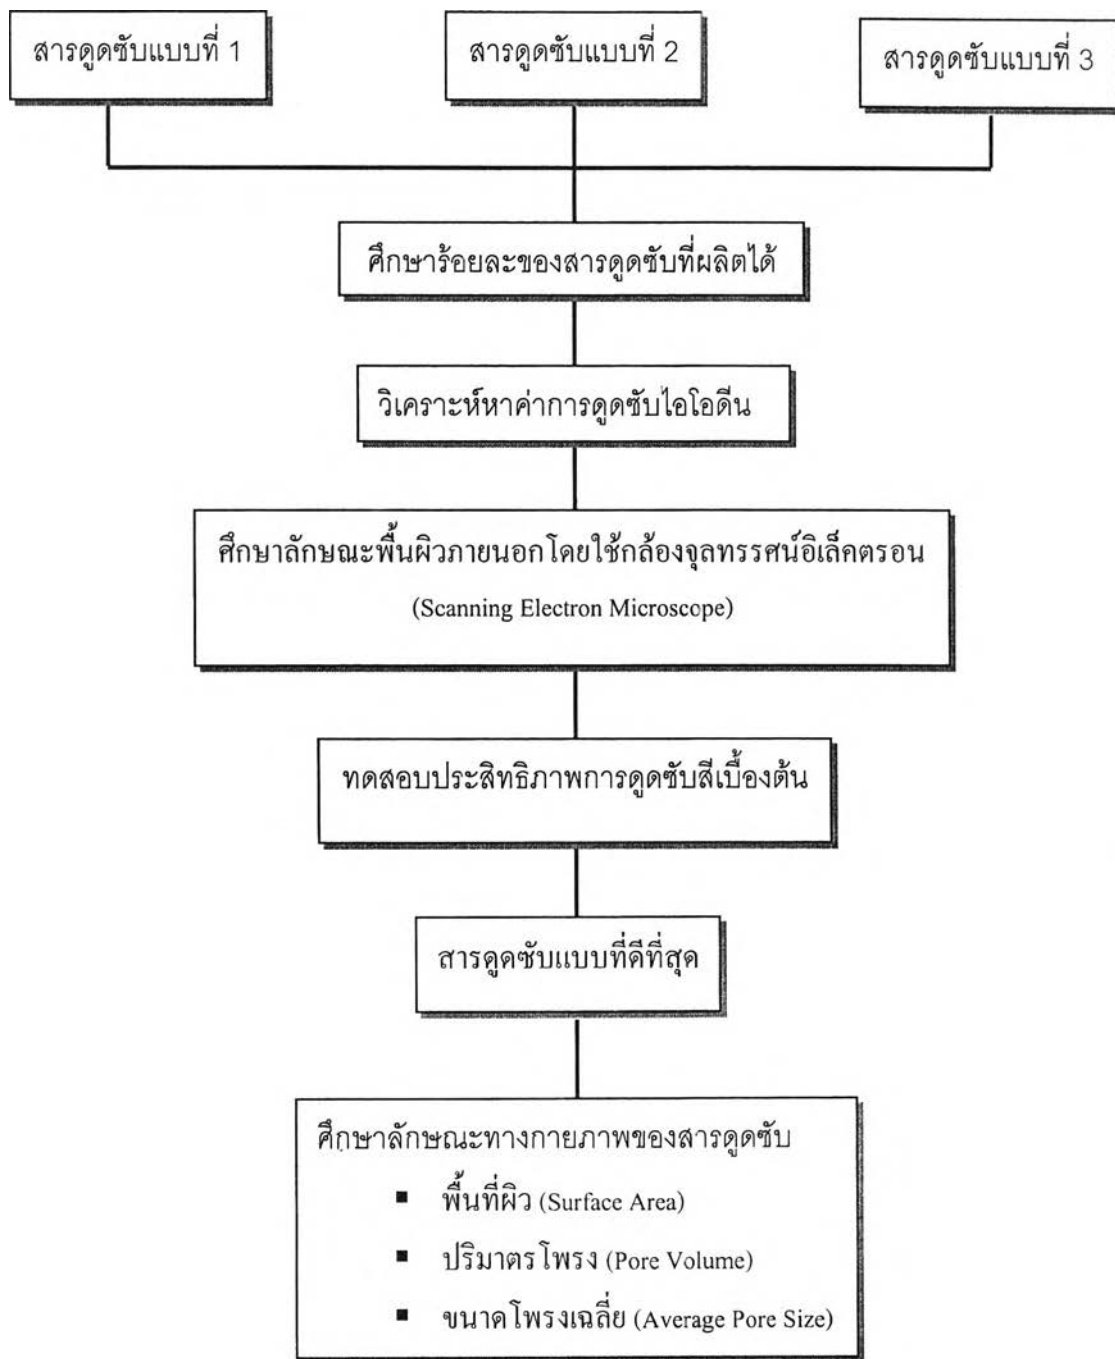 สารดูดซับแบบที่ 1
สารดูดซับแบบที่ 2
สารดูดซับแบบที่ 3
ศึกษาร้อยละของสารดูดซับที่ผลิตได้
วิเคราะห์หาค่าการดูดซับไอโอดีน
ศึกษาลักษณะพื้นผิวภายนอกโดยใช้กล้องจุลทรรศน์อิเล็คตรอน
(Scanning Electron Microscope)
ทดสอบประสิทธิภาพการดูดซับสีเบื้องต้น
สารดูดซับแบบที่ดีที่สุด
ศึกษาลักษณะทางกายภาพของสารดูดซับ
▪ พื้นที่ผิว (Surface Area)
▪ ปริมาตรโพรง (Pore Volume)
▪ ขนาดโพรงเฉลี่ย (Average Pore Size)